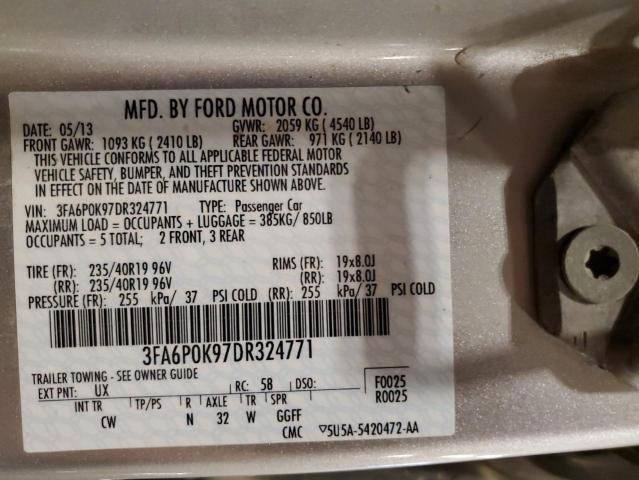 MFD. BY FORD MOTOR CO.
DATE: 05/13 GVWR: 2059 KG ( 4540 LB)
FRONT GAWR: 1093 KG ( 2410 LB) REAR GAWR: 971 KG ( 2140 LB)
THIS VEHICLE CONFORMS TO ALL APPLICABLE FEDERAL MOTOR
VEHICLE SAFETY, BUMPER, AND THEFT PREVENTION STANDARDS
IN EFFECT ON THE DATE OF MANUFACTURE SHOWN ABOVE.
VIN: 3FA6P0K97DR324771 TYPE: Passenger Car
MAXIMUM LOAD = OCCUPANTS + LUGGAGE = 385KG/ 850LB
OCCUPANTS = 5 TOTAL; 2 FRONT, 3 REAR
TIRE (FR): 235/40R19 96V RIMS (FR): 19x8.0J
(RR): 235/40R19 96V (RR): 19x8.0J
PRESSURE (FR): 255 kPa/ 37 PSI COLD (RR): 255 kPa/ 37 PSI COLD
3FA6P0K97DR324771
TRAILER TOWING - SEE OWNER GUIDE
EXT PNT: UX RC: 58 DSO: F0025
R0025
INT TR TP/PS R AXLE TR SPR
CW N 32 W GGFF
CMC ▽5U5A-5420472-AA